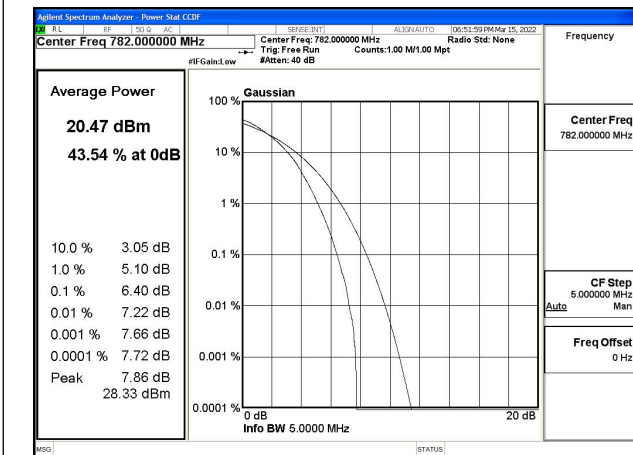 Agilent Spectrum Analyzer - Power Stat CCDF
RL RF 50 Ω AC SENSE:INT ALIGN AUTO 06:51:59 PM Mar 15, 2022
Center Freq 782.000000 MHz
Center Freq: 782.000000 MHz Radio Std: None
Trig: Free Run Counts:1.00 M/1.00 Mpt
#IFGain:Low #Atten: 40 dB
Frequency
Average Power
20.47 dBm
43.54 % at 0dB
10.0 % 3.05 dB
1.0 % 5.10 dB
0.1 % 6.40 dB
0.01 % 7.22 dB
0.001 % 7.66 dB
0.0001 % 7.72 dB
Peak 7.86 dB
28.33 dBm
Gaussian
100 %
10 %
1 %
0.1 %
0.01 %
0.001 %
0.0001 %
0 dB 20 dB
Info BW 5.0000 MHz
Center Freq
782.000000 MHz
CF Step
5.000000 MHz
Auto Man
Freq Offset
0 Hz
MSG STATUS